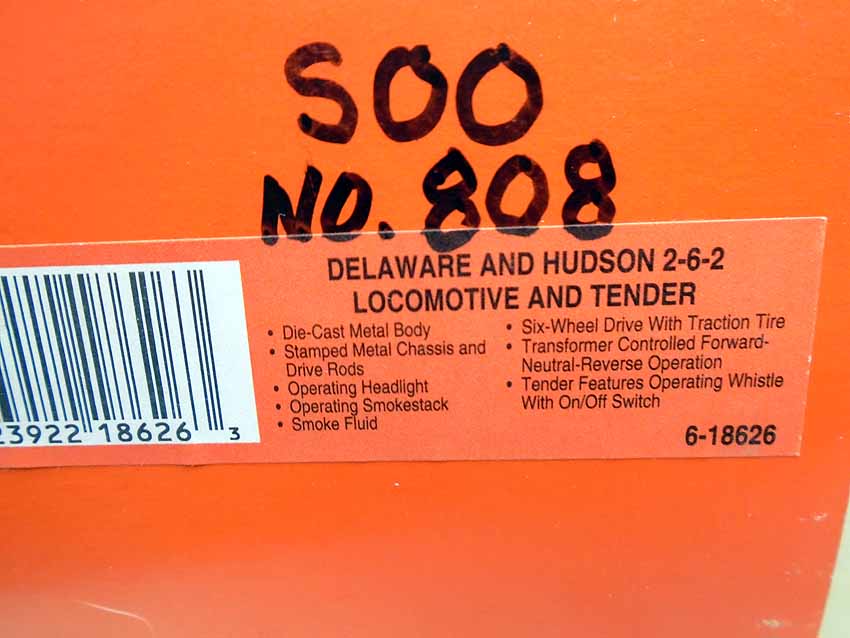 SOO
NO. 808
DELAWARE AND HUDSON 2-6-2
LOCOMOTIVE AND TENDER
• Die-Cast Metal Body
• Stamped Metal Chassis and
Drive Rods
• Operating Headlight
• Operating Smokestack
• Smoke Fluid
• Six-Wheel Drive With Traction Tire
• Transformer Controlled Forward-
Neutral-Reverse Operation
• Tender Features Operating Whistle
With On/Off Switch
6-18626
23922 18626 3